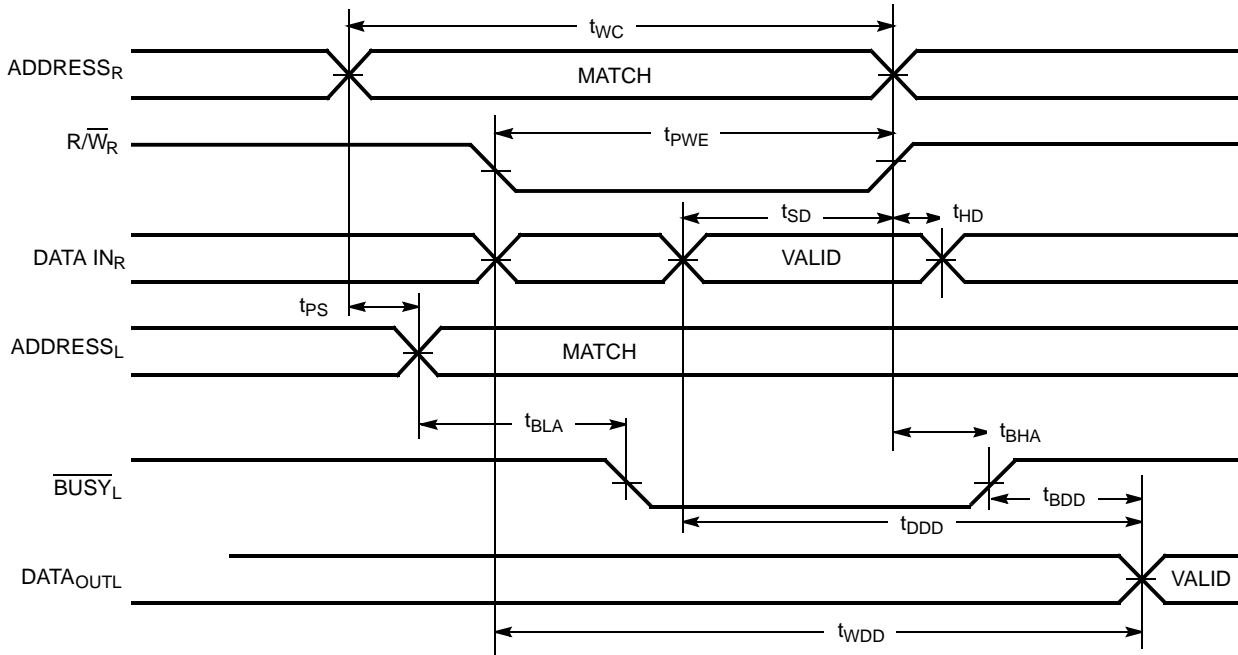 tWC
ADDRESSR
MATCH
R/W̅R
tPWE
tSD
tHD
DATA INR
VALID
tPS
ADDRESSL
MATCH
tBLA
tBHA
B̅U̅S̅Y̅L
tBDD
tDDD
DATAOUTL
VALID
tWDD